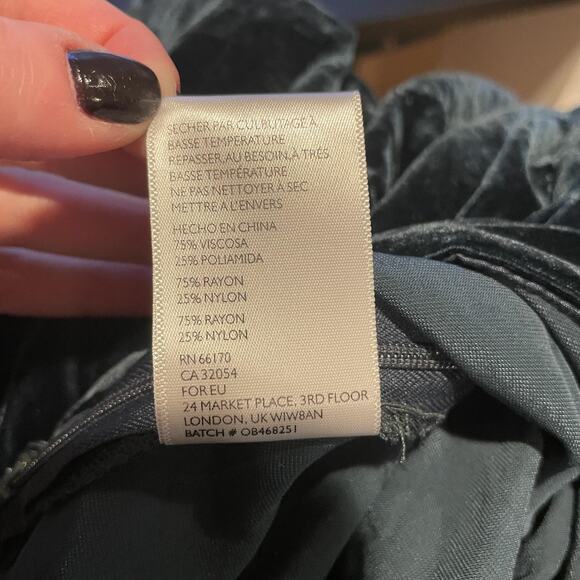 SECHER PAR CULBUTAGE À
BASSE TEMPERATURE
REPASSER AU BESOIN, À TRÉS
BASSE TEMPÉRATURE
NE PAS NETTOYER À SEC
METTRE A L'ENVERS
HECHO EN CHINA
75% VISCOSA
25% POLIAMIDA
75% RAYON
25% NYLON
75% RAYON
25% NYLON
RN 66170
CA 32054
FOR EU
24 MARKET PLACE, 3RD FLOOR
LONDON, UK W1W8AN
BATCH # OB468251